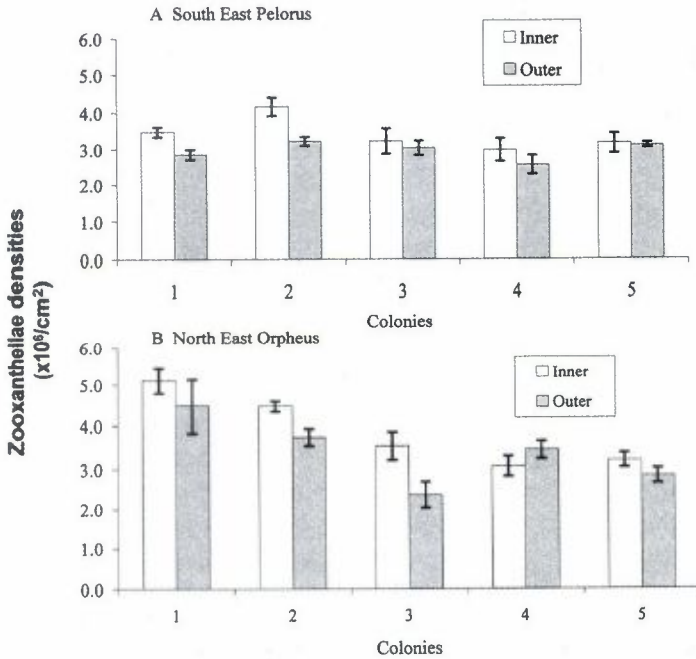 A South East Pelorus
6.0
5.0
4.0
3.0
2.0
1.0
0.0
Inner
Outer
1 2 3 4 5
Colonies
Zooxanthellae densities
(x10⁶/cm²)
B North East Orpheus
6.0
5.0
4.0
3.0
2.0
1.0
0.0
Inner
Outer
1 2 3 4 5
Colonies